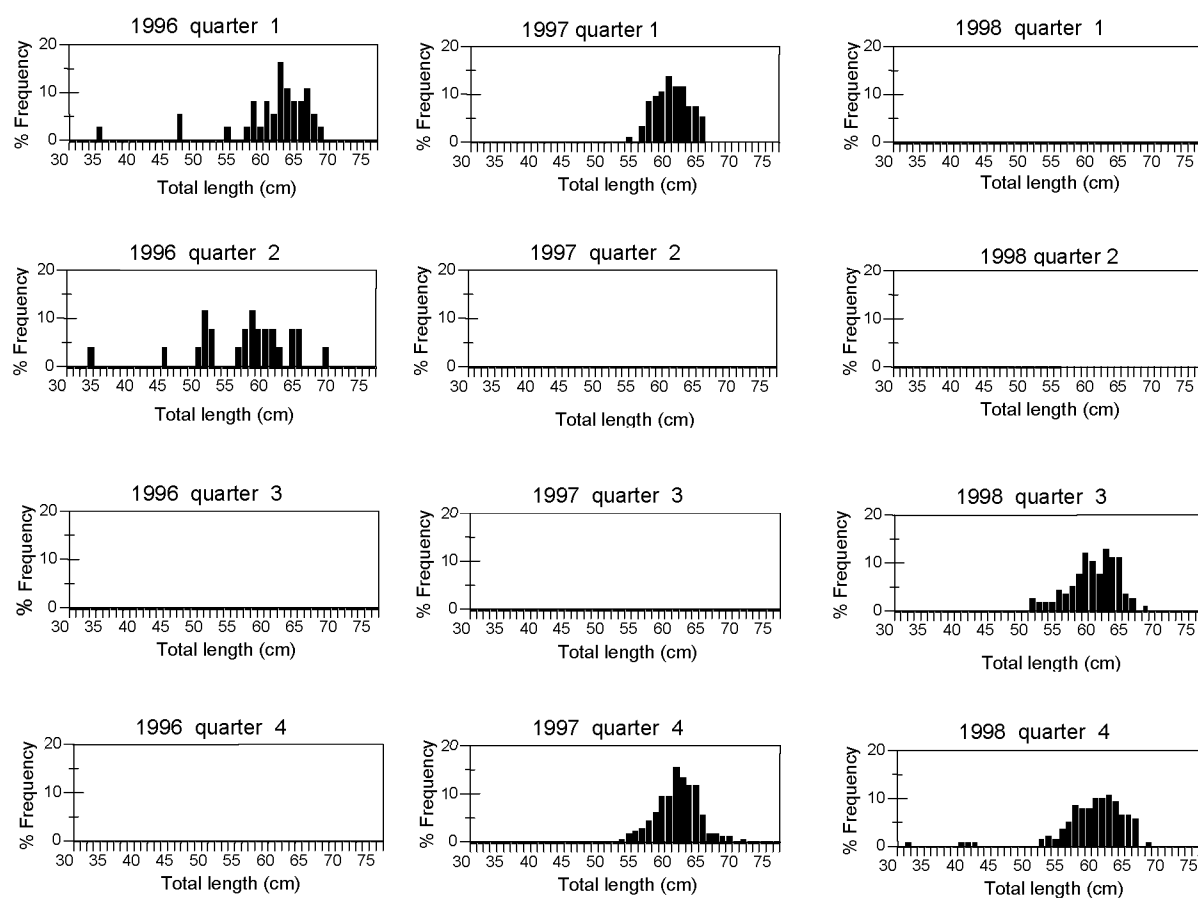 1996 quarter 1
% Frequency
20
10
0
30 35 40 45 50 55 60 65 70 75
Total length (cm)
1997 quarter 1
% Frequency
20
10
0
30 35 40 45 50 55 60 65 70 75
Total length (cm)
1998 quarter 1
% Frequency
20
10
0
30 35 40 45 50 55 60 65 70 75
Total length (cm)
1996 quarter 2
% Frequency
20
10
0
30 35 40 45 50 55 60 65 70 75
Total length (cm)
1997 quarter 2
% Frequency
20
10
0
30 35 40 45 50 55 60 65 70 75
Total length (cm)
1998 quarter 2
% Frequency
20
10
0
30 35 40 45 50 55 60 65 70 75
Total length (cm)
1996 quarter 3
% Frequency
20
10
0
30 35 40 45 50 55 60 65 70 75
Total length (cm)
1997 quarter 3
% Frequency
20
10
0
30 35 40 45 50 55 60 65 70 75
Total length (cm)
1998 quarter 3
% Frequency
20
10
0
30 35 40 45 50 55 60 65 70 75
Total length (cm)
1996 quarter 4
% Frequency
20
10
0
30 35 40 45 50 55 60 65 70 75
Total length (cm)
1997 quarter 4
% Frequency
20
10
0
30 35 40 45 50 55 60 65 70 75
Total length (cm)
1998 quarter 4
% Frequency
20
10
0
30 35 40 45 50 55 60 65 70 75
Total length (cm)